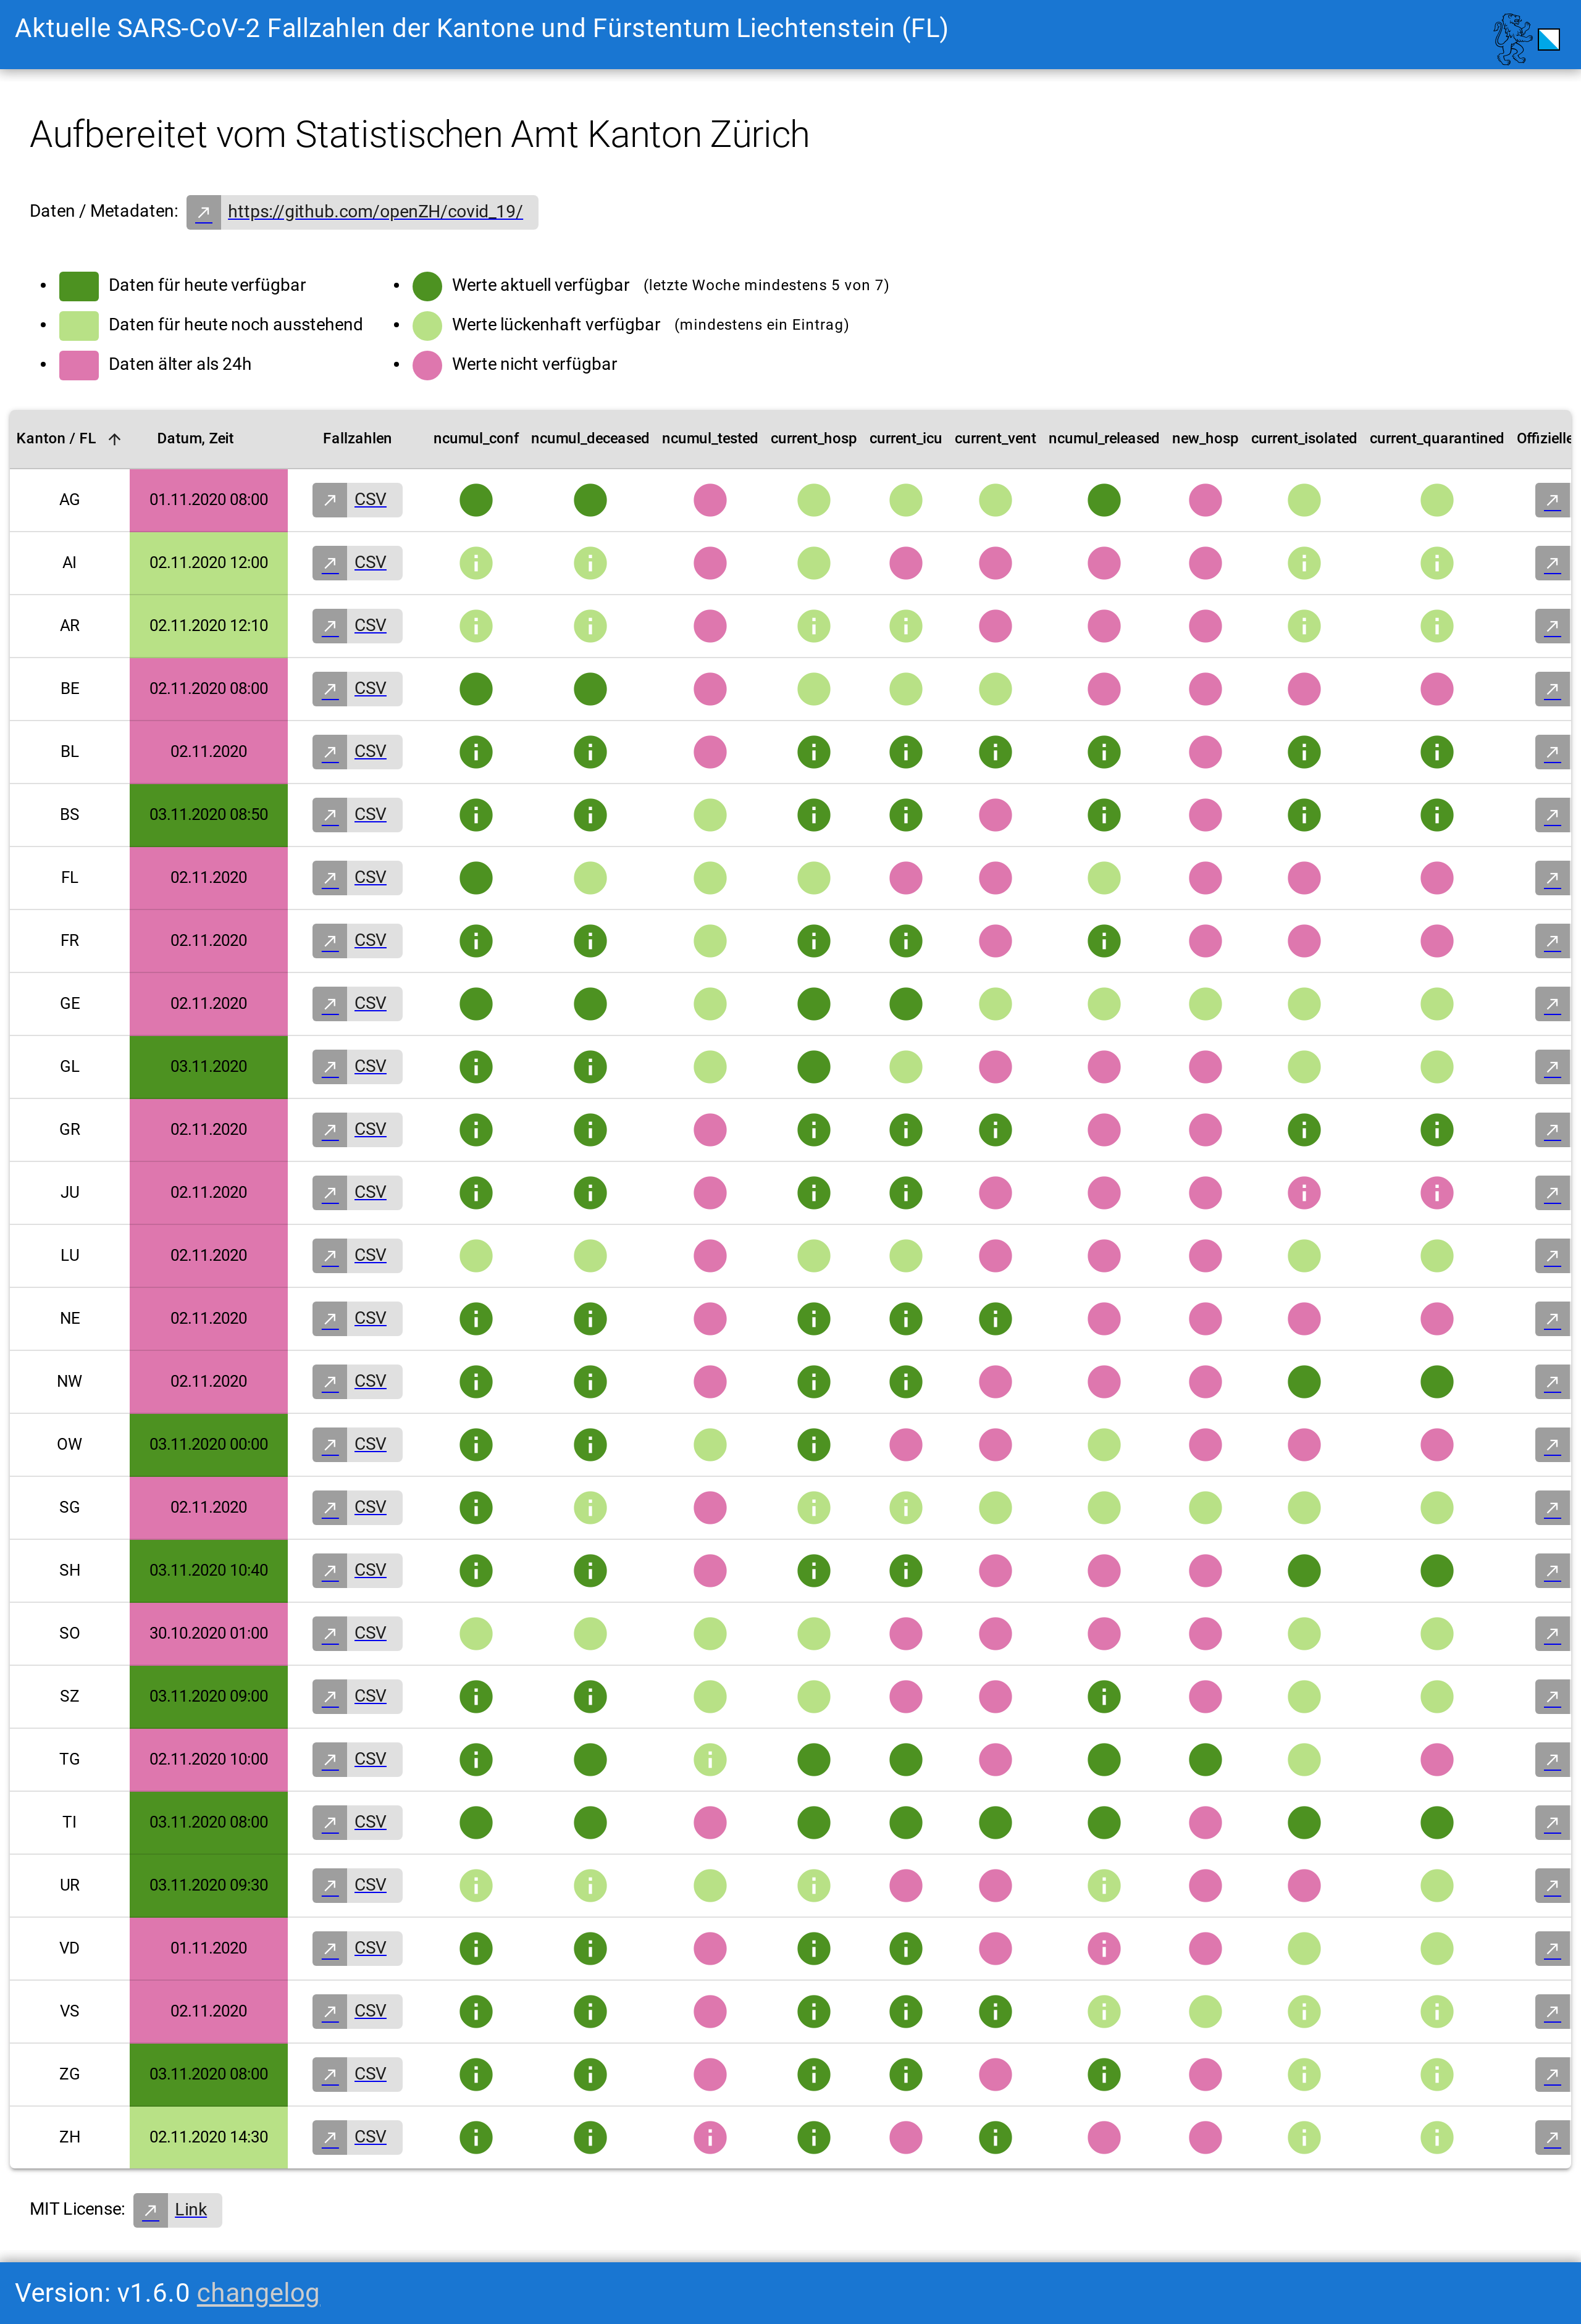 Aktuelle SARS-CoV-2 Fallzahlen der Kantone und Fürstentum Liechtenstein (FL)
Aufbereitet vom Statistischen Amt Kanton Zürich
Daten / Metadaten: https://github.com/openZH/covid_19/
Daten für heute verfügbar
Daten für heute noch ausstehend
Daten älter als 24h
Werte aktuell verfügbar (letzte Woche mindestens 5 von 7)
Werte lückenhaft verfügbar (mindestens ein Eintrag)
Werte nicht verfügbar
Kanton / FL Datum, Zeit Fallzahlen ncumul_conf ncumul_deceased ncumul_tested current_hosp current_icu current_vent ncumul_released new_hosp current_isolated current_quarantined Offizielle
AG 01.11.2020 08:00 CSV
AI 02.11.2020 12:00 CSV
AR 02.11.2020 12:10 CSV
BE 02.11.2020 08:00 CSV
BL 02.11.2020 CSV
BS 03.11.2020 08:50 CSV
FL 02.11.2020 CSV
FR 02.11.2020 CSV
GE 02.11.2020 CSV
GL 03.11.2020 CSV
GR 02.11.2020 CSV
JU 02.11.2020 CSV
LU 02.11.2020 CSV
NE 02.11.2020 CSV
NW 02.11.2020 CSV
OW 03.11.2020 00:00 CSV
SG 02.11.2020 CSV
SH 03.11.2020 10:40 CSV
SO 30.10.2020 01:00 CSV
SZ 03.11.2020 09:00 CSV
TG 02.11.2020 10:00 CSV
TI 03.11.2020 08:00 CSV
UR 03.11.2020 09:30 CSV
VD 01.11.2020 CSV
VS 02.11.2020 CSV
ZG 03.11.2020 08:00 CSV
ZH 02.11.2020 14:30 CSV
MIT License: Link
Version: v1.6.0 changelog